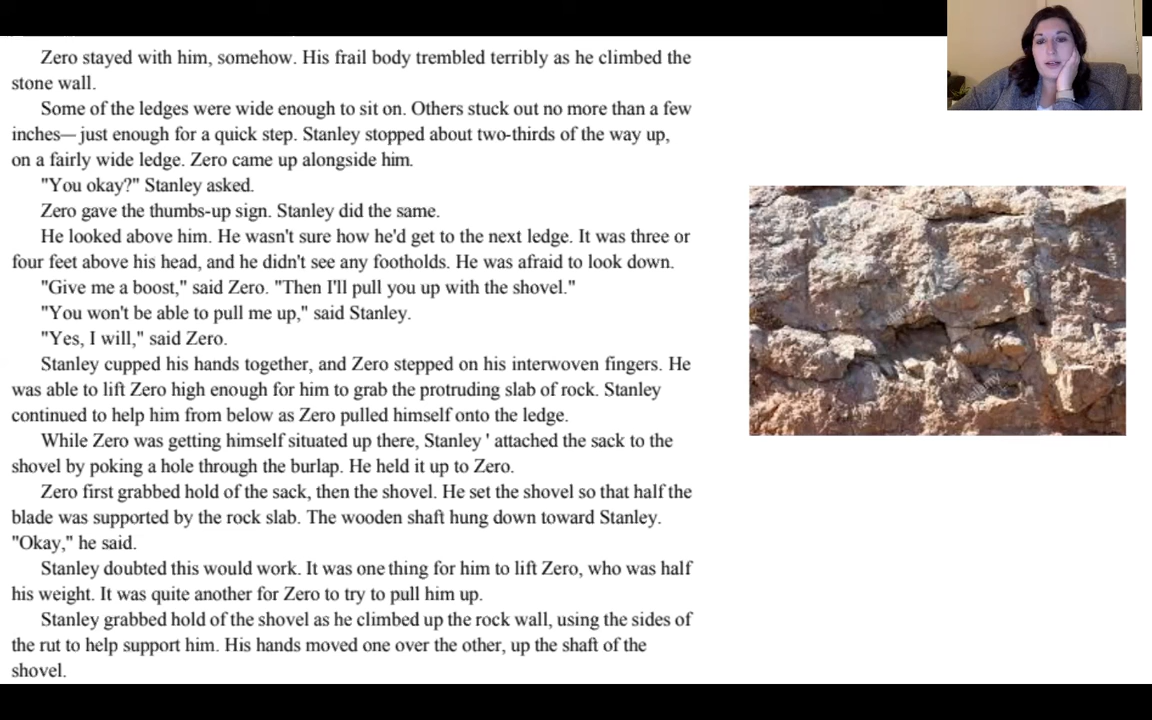 Zero stayed with him, somehow. His frail body trembled terribly as he climbed the
stone wall.
Some of the ledges were wide enough to sit on. Others stuck out no more than a few
inches— just enough for a quick step. Stanley stopped about two-thirds of the way up,
on a fairly wide ledge. Zero came up alongside him.
"You okay?" Stanley asked.
Zero gave the thumbs-up sign. Stanley did the same.
He looked above him. He wasn't sure how he'd get to the next ledge. It was three or
four feet above his head, and he didn't see any footholds. He was afraid to look down.
"Give me a boost," said Zero. "Then I'll pull you up with the shovel."
"You won't be able to pull me up," said Stanley.
"Yes, I will," said Zero.
Stanley cupped his hands together, and Zero stepped on his interwoven fingers. He
was able to lift Zero high enough for him to grab the protruding slab of rock. Stanley
continued to help him from below as Zero pulled himself onto the ledge.
While Zero was getting himself situated up there, Stanley ' attached the sack to the
shovel by poking a hole through the burlap. He held it up to Zero.
Zero first grabbed hold of the sack, then the shovel. He set the shovel so that half the
blade was supported by the rock slab. The wooden shaft hung down toward Stanley.
"Okay," he said.
Stanley doubted this would work. It was one thing for him to lift Zero, who was half
his weight. It was quite another for Zero to try to pull him up.
Stanley grabbed hold of the shovel as he climbed up the rock wall, using the sides of
the rut to help support him. His hands moved one over the other, up the shaft of the
shovel.